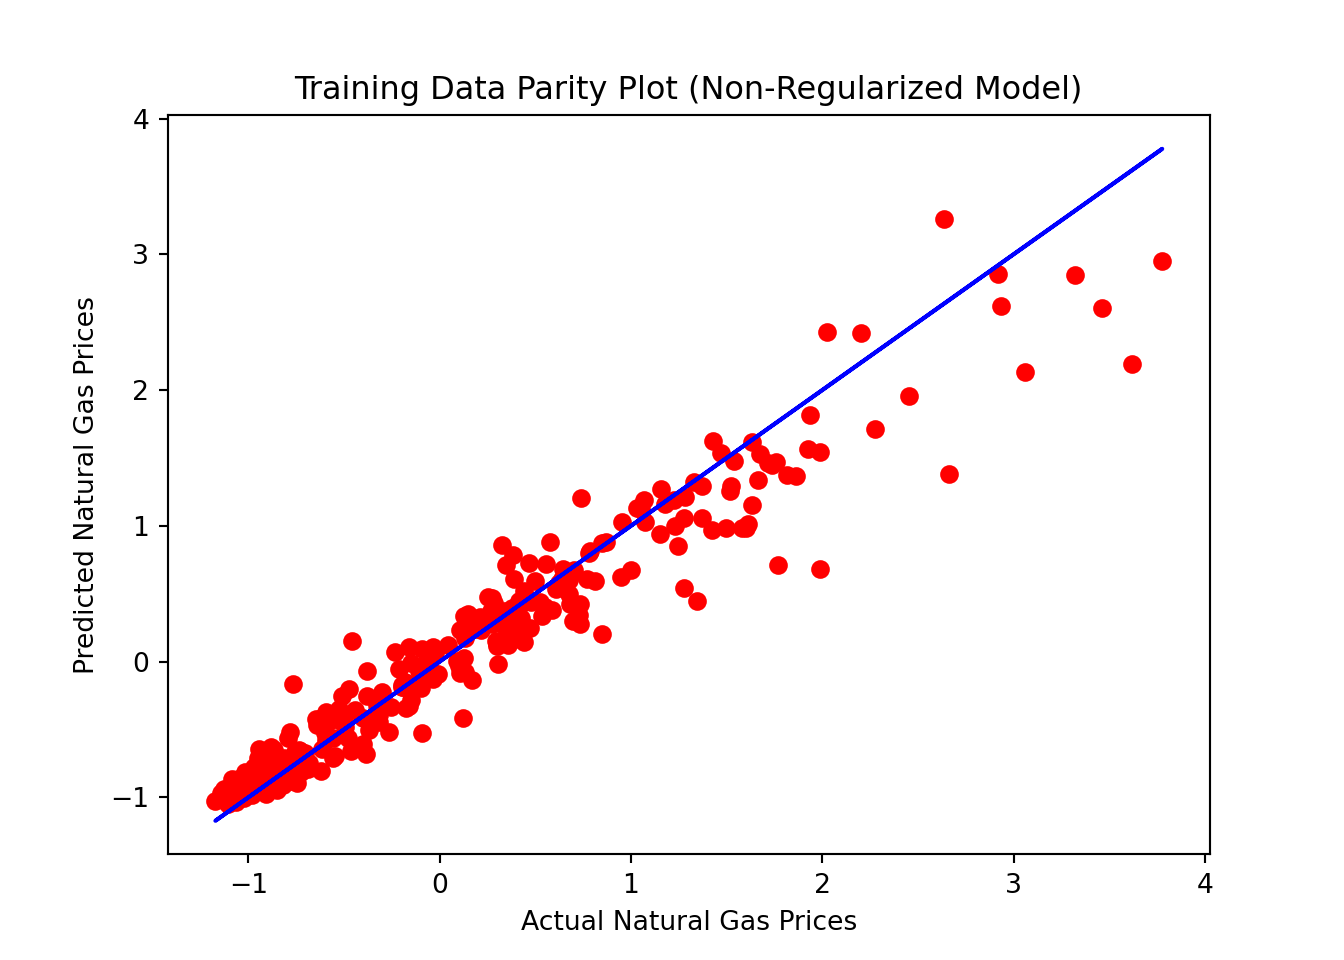 Training Data Parity Plot (Non-Regularized Model)
4
3
2
1
0
−1
Predicted Natural Gas Prices
−1 0 1 2 3 4
Actual Natural Gas Prices